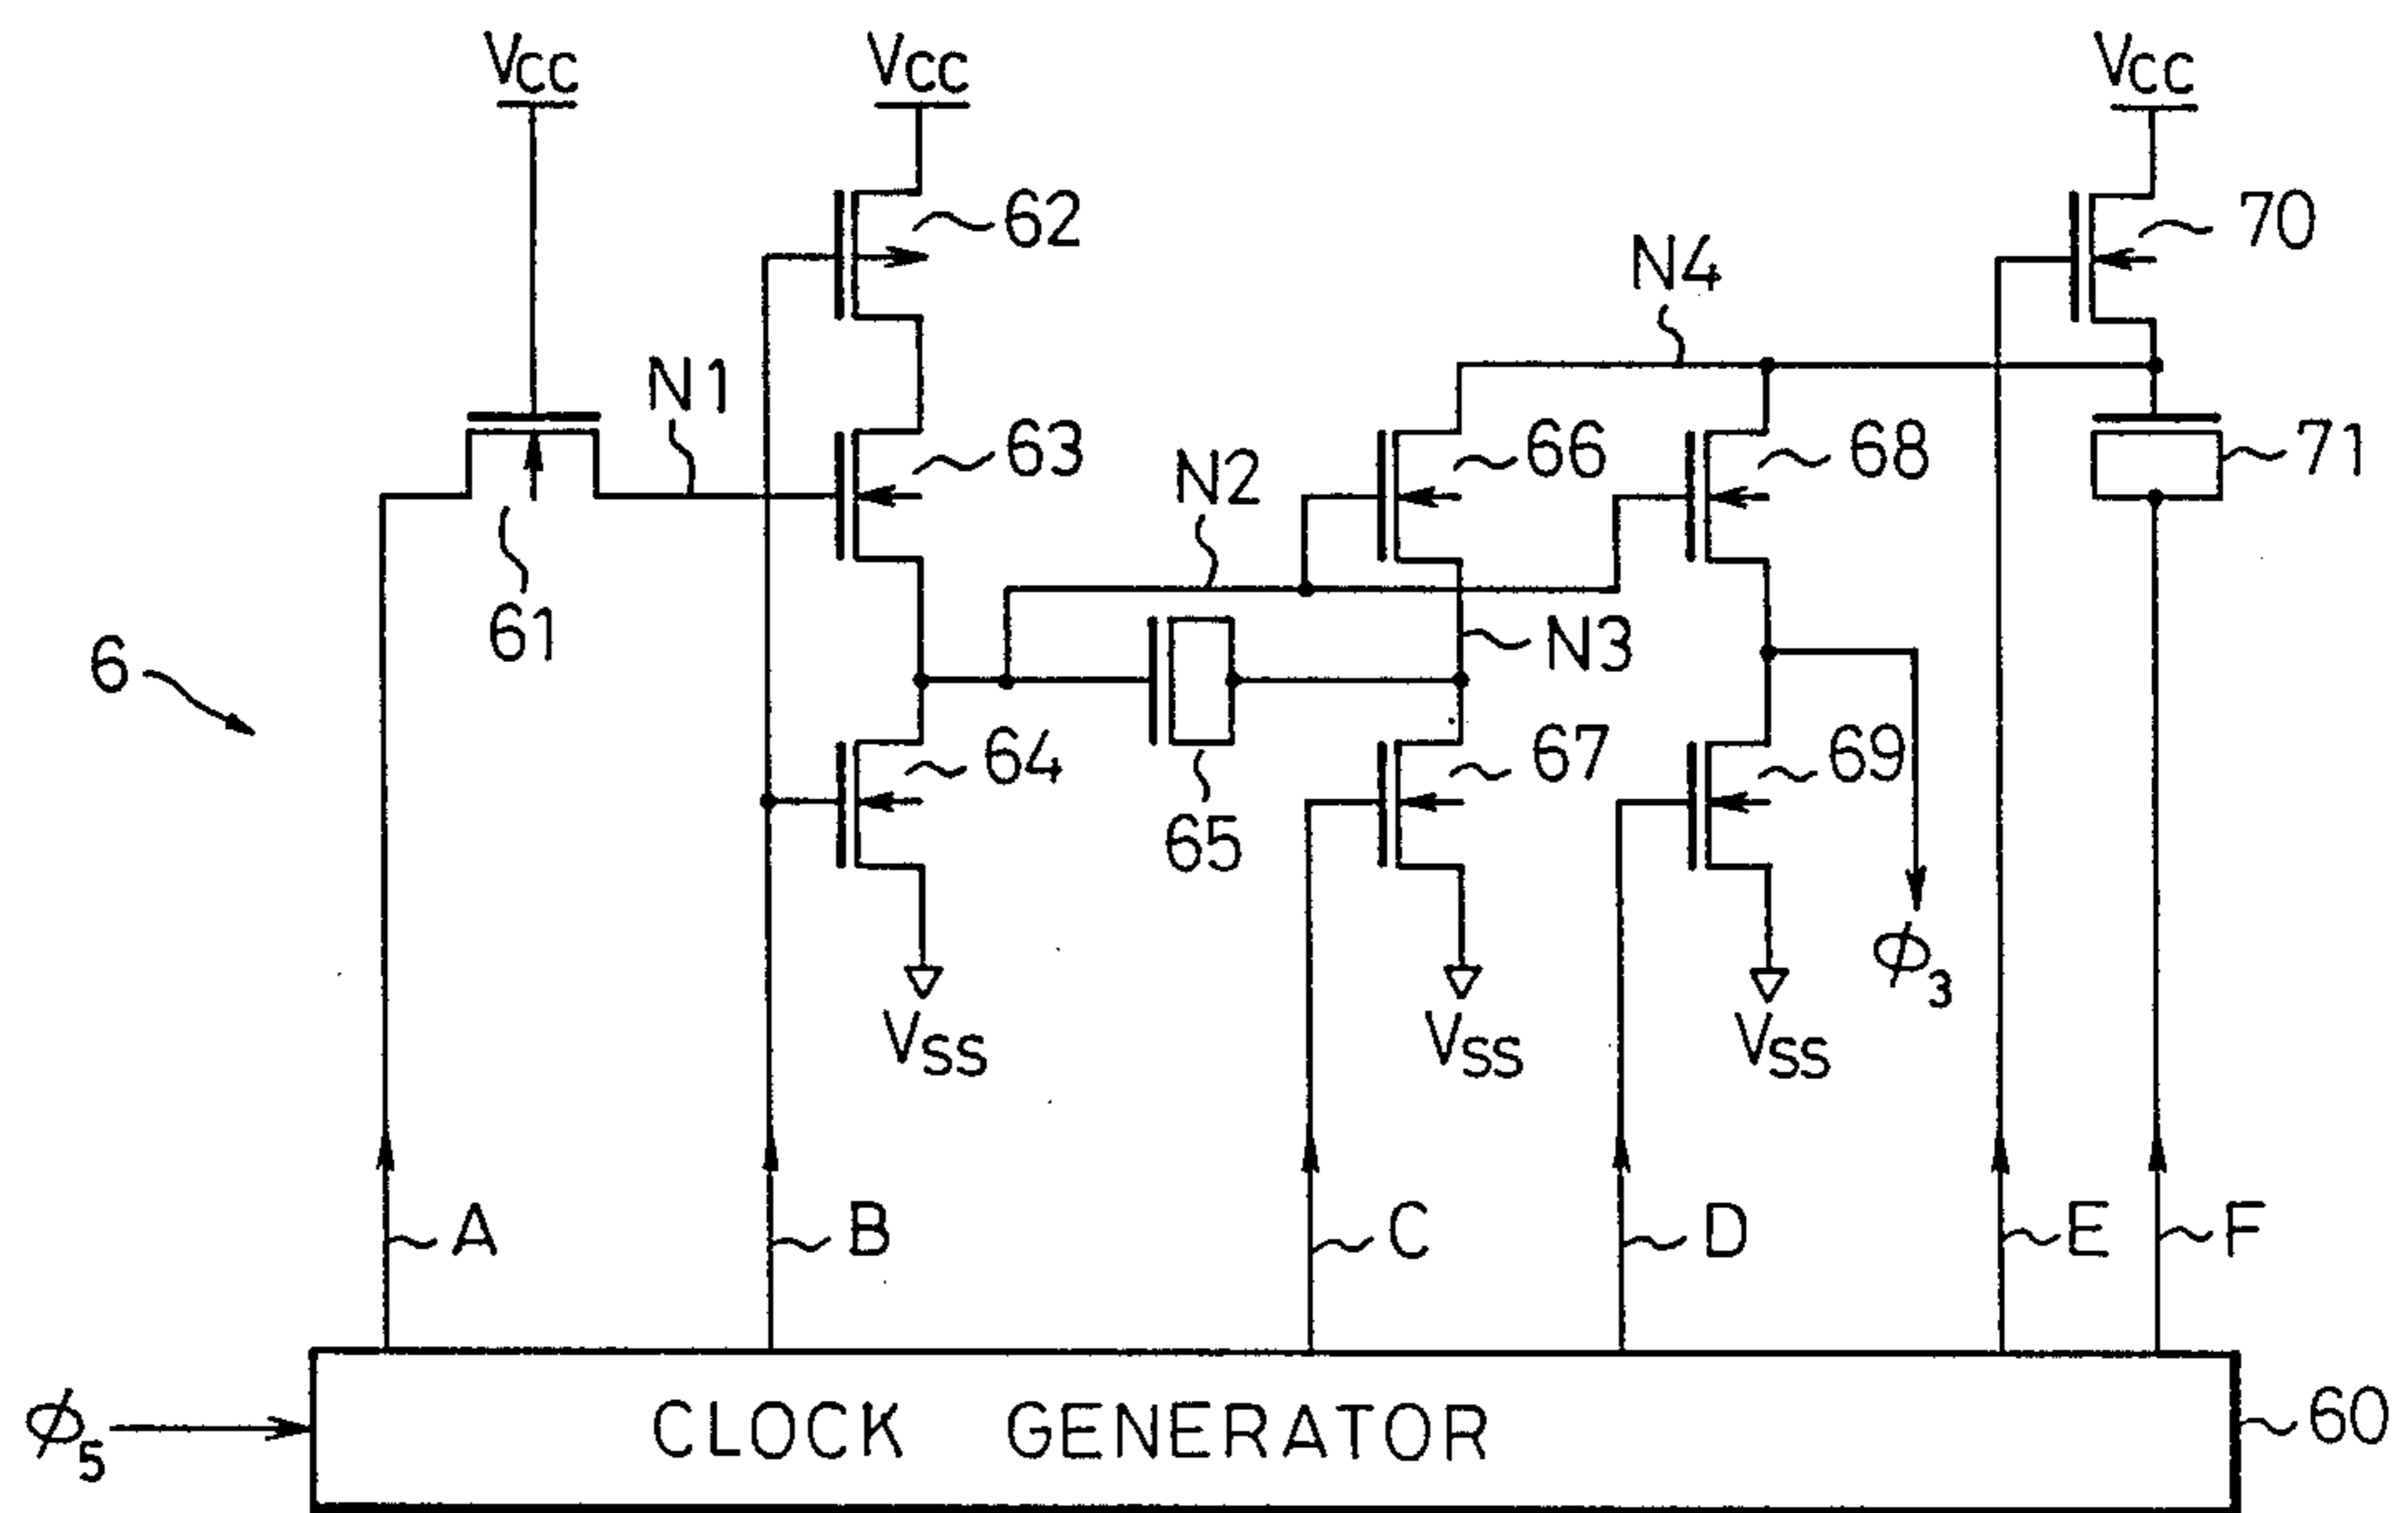 VCC VCC VCC
62 70
N4
N1
63 N2 66 68 71
61 N3
6
64 67 69
65
ϕ3
VSS VSS VSS
A B C D E F
ϕ5 CLOCK GENERATOR 60